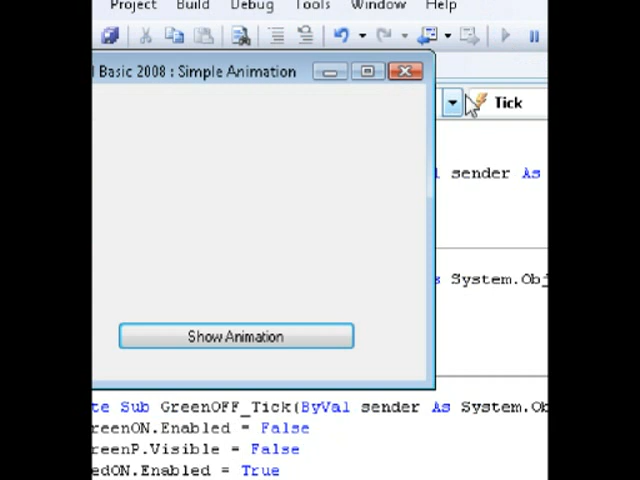 Project Build Debug Tools Window Help
Basic 2008 : Simple Animation
Tick
sender As
System.Obj
Show Animation
te Sub GreenOFF_Tick(ByVal sender As System.Ob
reenON.Enabled = False
reenP.Visible = False
edON.Enabled = True